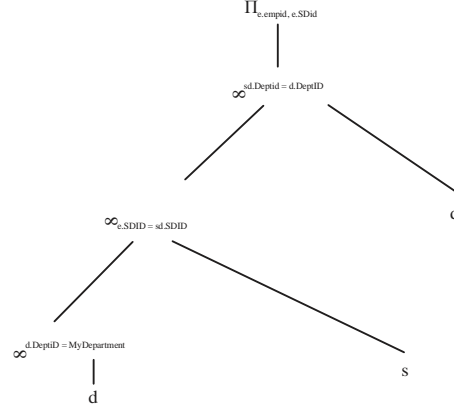 Π e.empid, e.SDid
∞ sd.Deptid = d.DeptID
∞ e.SDID = sd.SDID
∞ d.DeptiD = MyDepartment
s
d